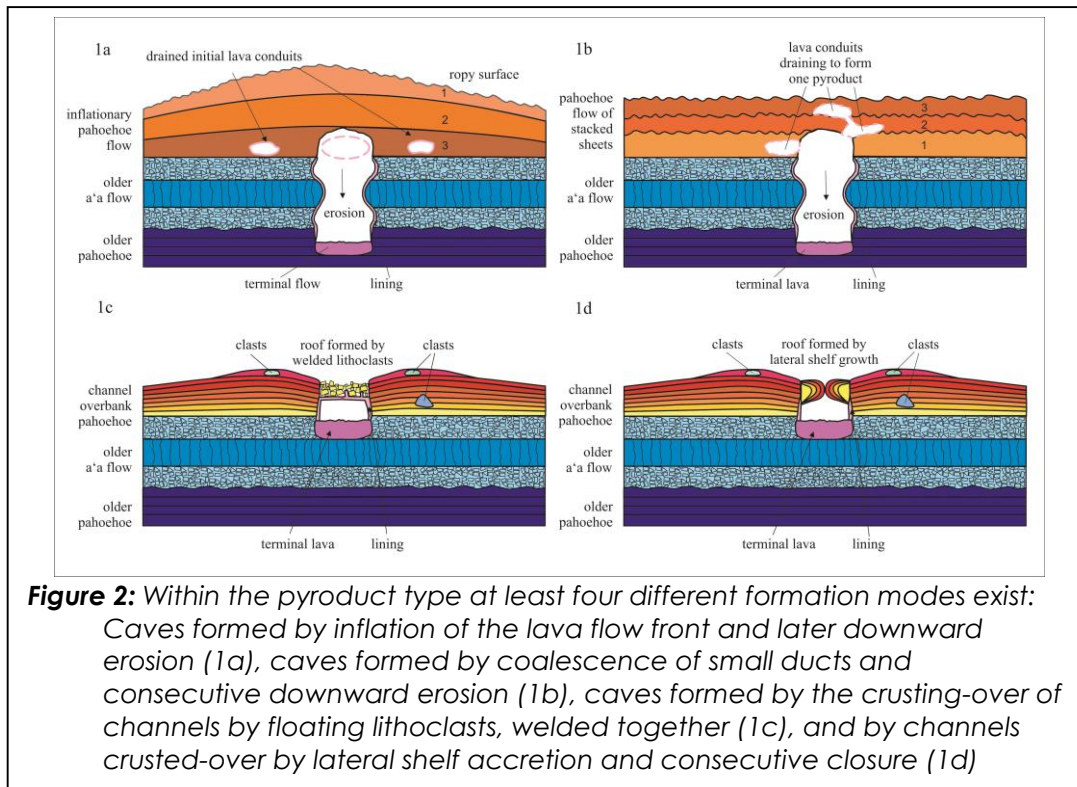 1a
drained initial lava conduits
ropy surface
inflationary
pahoehoe
flow
1
2
3
older
a‘a flow
erosion
older
pahoehoe
terminal flow
lining
1b
lava conduits
draining to form
one pyroduct
pahoehoe
flow of
stacked
sheets
3
2
1
older
a‘a flow
erosion
older
pahoehoe
terminal lava
lining
1c
clasts
roof formed by
welded lithoclasts
clasts
channel
overbank
pahoehoe
older
a‘a flow
older
pahoehoe
terminal lava
lining
1d
clasts
roof formed by
lateral shelf growth
clasts
channel
overbank
pahoehoe
older
a‘a flow
older
pahoehoe
terminal lava
lining
Figure 2: Within the pyroduct type at least four different formation modes exist:
Caves formed by inflation of the lava flow front and later downward
erosion (1a), caves formed by coalescence of small ducts and
consecutive downward erosion (1b), caves formed by the crusting-over of
channels by floating lithoclasts, welded together (1c), and by channels
crusted-over by lateral shelf accretion and consecutive closure (1d)